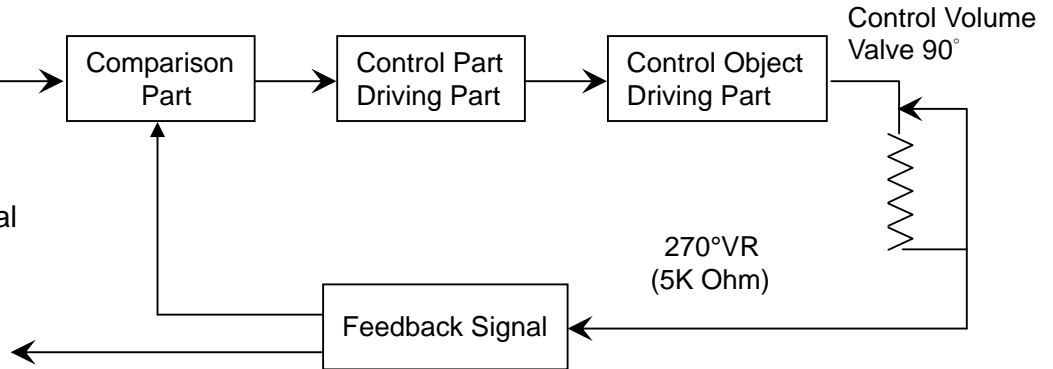 Control Volume
Valve 90°
Comparison
Part
Control Part
Driving Part
Control Object
Driving Part
270°VR
(5K Ohm)
Feedback Signal